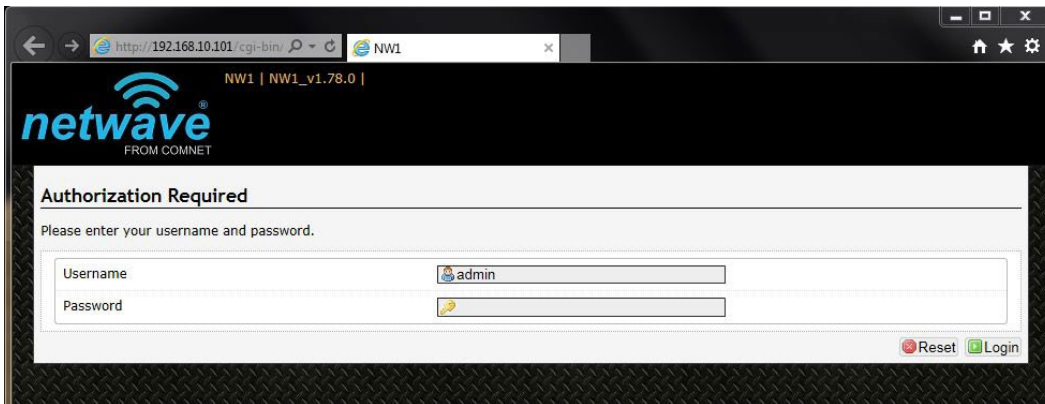 http://192.168.10.101/cgi-bin/
NW1
NW1 | NW1_v1.78.0 |
netwave®
FROM COMNET
Authorization Required
Please enter your username and password.
Username
admin
Password
Reset
Login